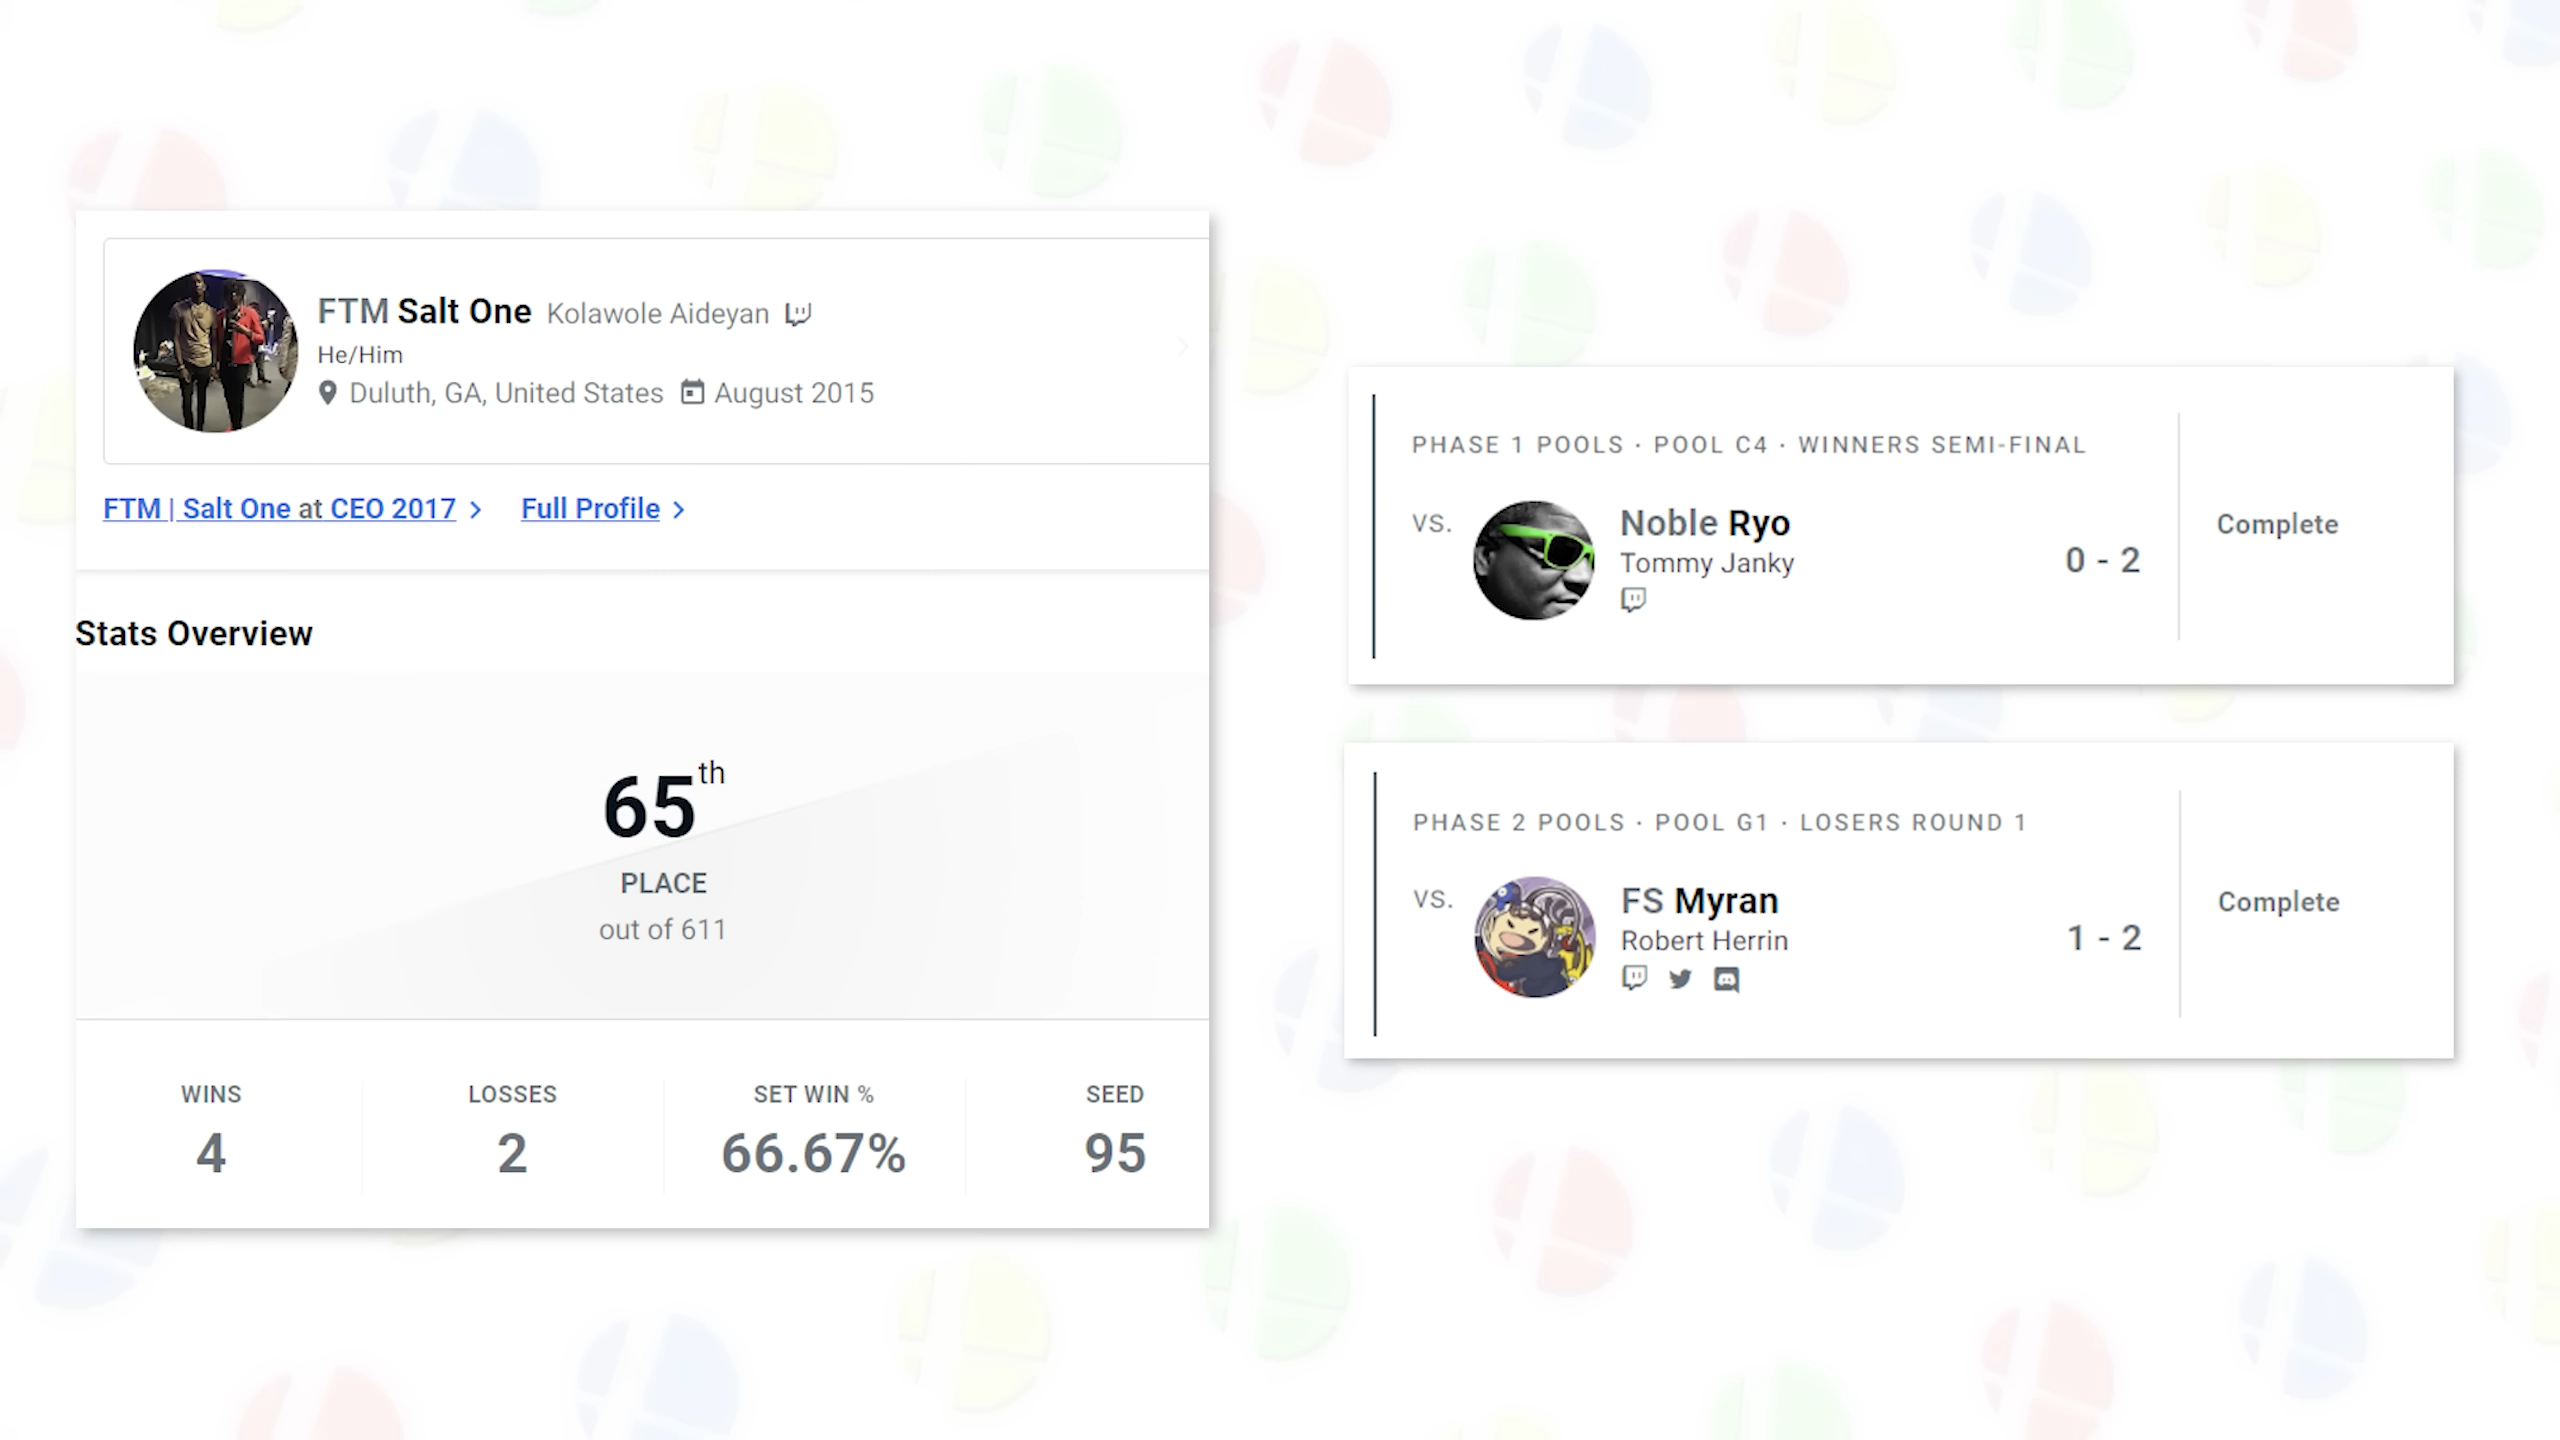 FTM Salt One Kolawole Aideyan
He/Him
Duluth, GA, United States August 2015
FTM | Salt One at CEO 2017 > Full Profile >
Stats Overview
65th
PLACE
out of 611
WINS LOSSES SET WIN % SEED
4 2 66.67% 95
PHASE 1 POOLS · POOL C4 · WINNERS SEMI-FINAL
VS. Noble Ryo
Tommy Janky
0 - 2
Complete
PHASE 2 POOLS · POOL G1 · LOSERS ROUND 1
VS. FS Myran
Robert Herrin
1 - 2
Complete